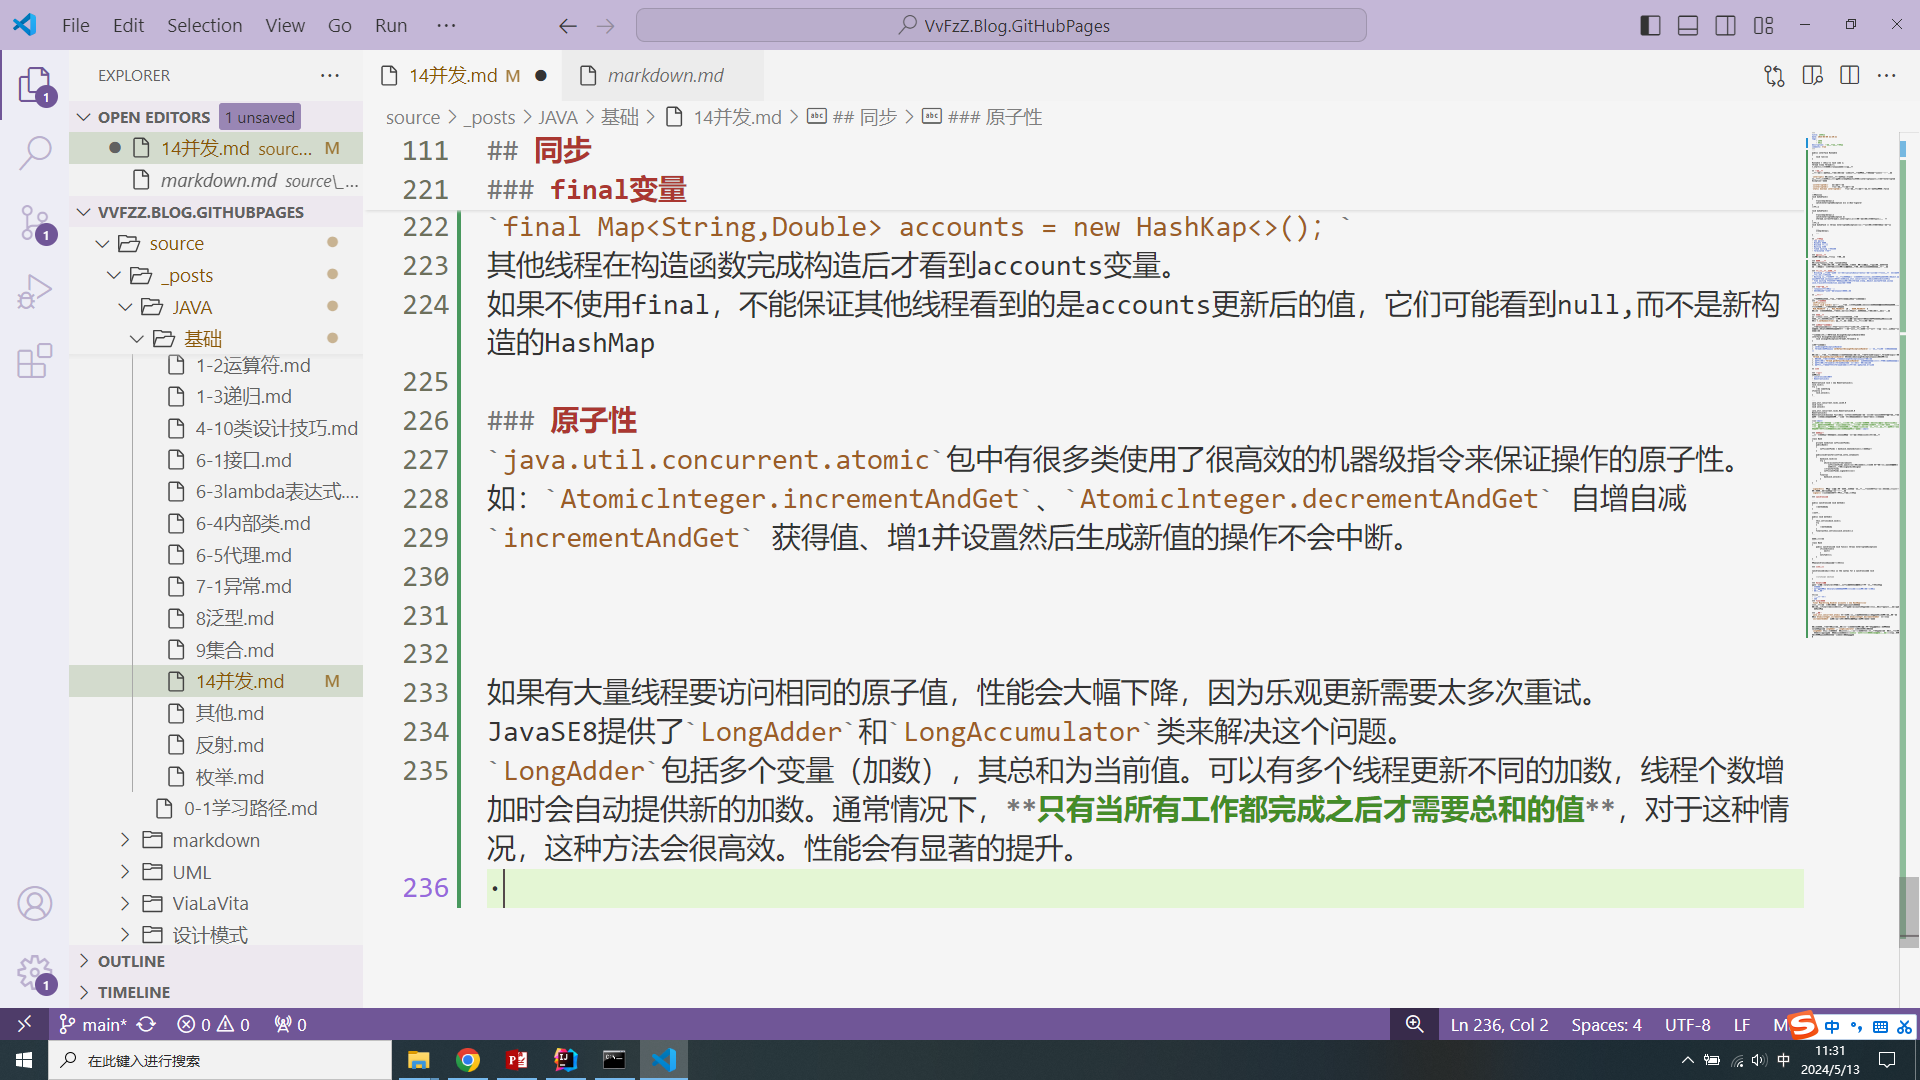 File Edit Selection View Go Run ··· VvFzZ.Blog.GitHubPages
EXPLORER ···
OPEN EDITORS 1 unsaved
14并发.md sourc... M
markdown.md source\_...
VVFZZ.BLOG.GITHUBPAGES
source
_posts
JAVA
基础
1-2运算符.md
1-3递归.md
4-10类设计技巧.md
6-1接口.md
6-3lambda表达式....
6-4内部类.md
6-5代理.md
7-1异常.md
8泛型.md
9集合.md
14并发.md M
其他.md
反射.md
枚举.md
0-1学习路径.md
markdown
UML
ViaLaVita
设计模式
OUTLINE
TIMELINE
14并发.md M ● markdown.md
source > _posts > JAVA > 基础 > 14并发.md > ## 同步 > ### 原子性
111 ## 同步
221 ### final变量
222 `final Map<String,Double> accounts = new HashKap<>(); `
223 其他线程在构造函数完成构造后才看到accounts变量。
224 如果不使用final，不能保证其他线程看到的是accounts更新后的值，它们可能看到null,而不是新构
造的HashMap
225
226 ### 原子性
227 `java.util.concurrent.atomic`包中有很多类使用了很高效的机器级指令来保证操作的原子性。
228 如：`Atomiclnteger.incrementAndGet`、`Atomiclnteger.decrementAndGet` 自增自减
229 `incrementAndGet` 获得值、增1并设置然后生成新值的操作不会中断。
230
231
232
233 如果有大量线程要访问相同的原子值，性能会大幅下降，因为乐观更新需要太多次重试。
234 JavaSE8提供了`LongAdder`和`LongAccumulator`类来解决这个问题。
235 `LongAdder`包括多个变量（加数），其总和为当前值。可以有多个线程更新不同的加数，线程个数增
加时会自动提供新的加数。通常情况下，**只有当所有工作都完成之后才需要总和的值**，对于这种情
况，这种方法会很高效。性能会有显著的提升。
236 ·
main* 0 0 0 Ln 236, Col 2 Spaces: 4 UTF-8 LF M 中
在此键入进行搜索 中 11:31
2024/5/13